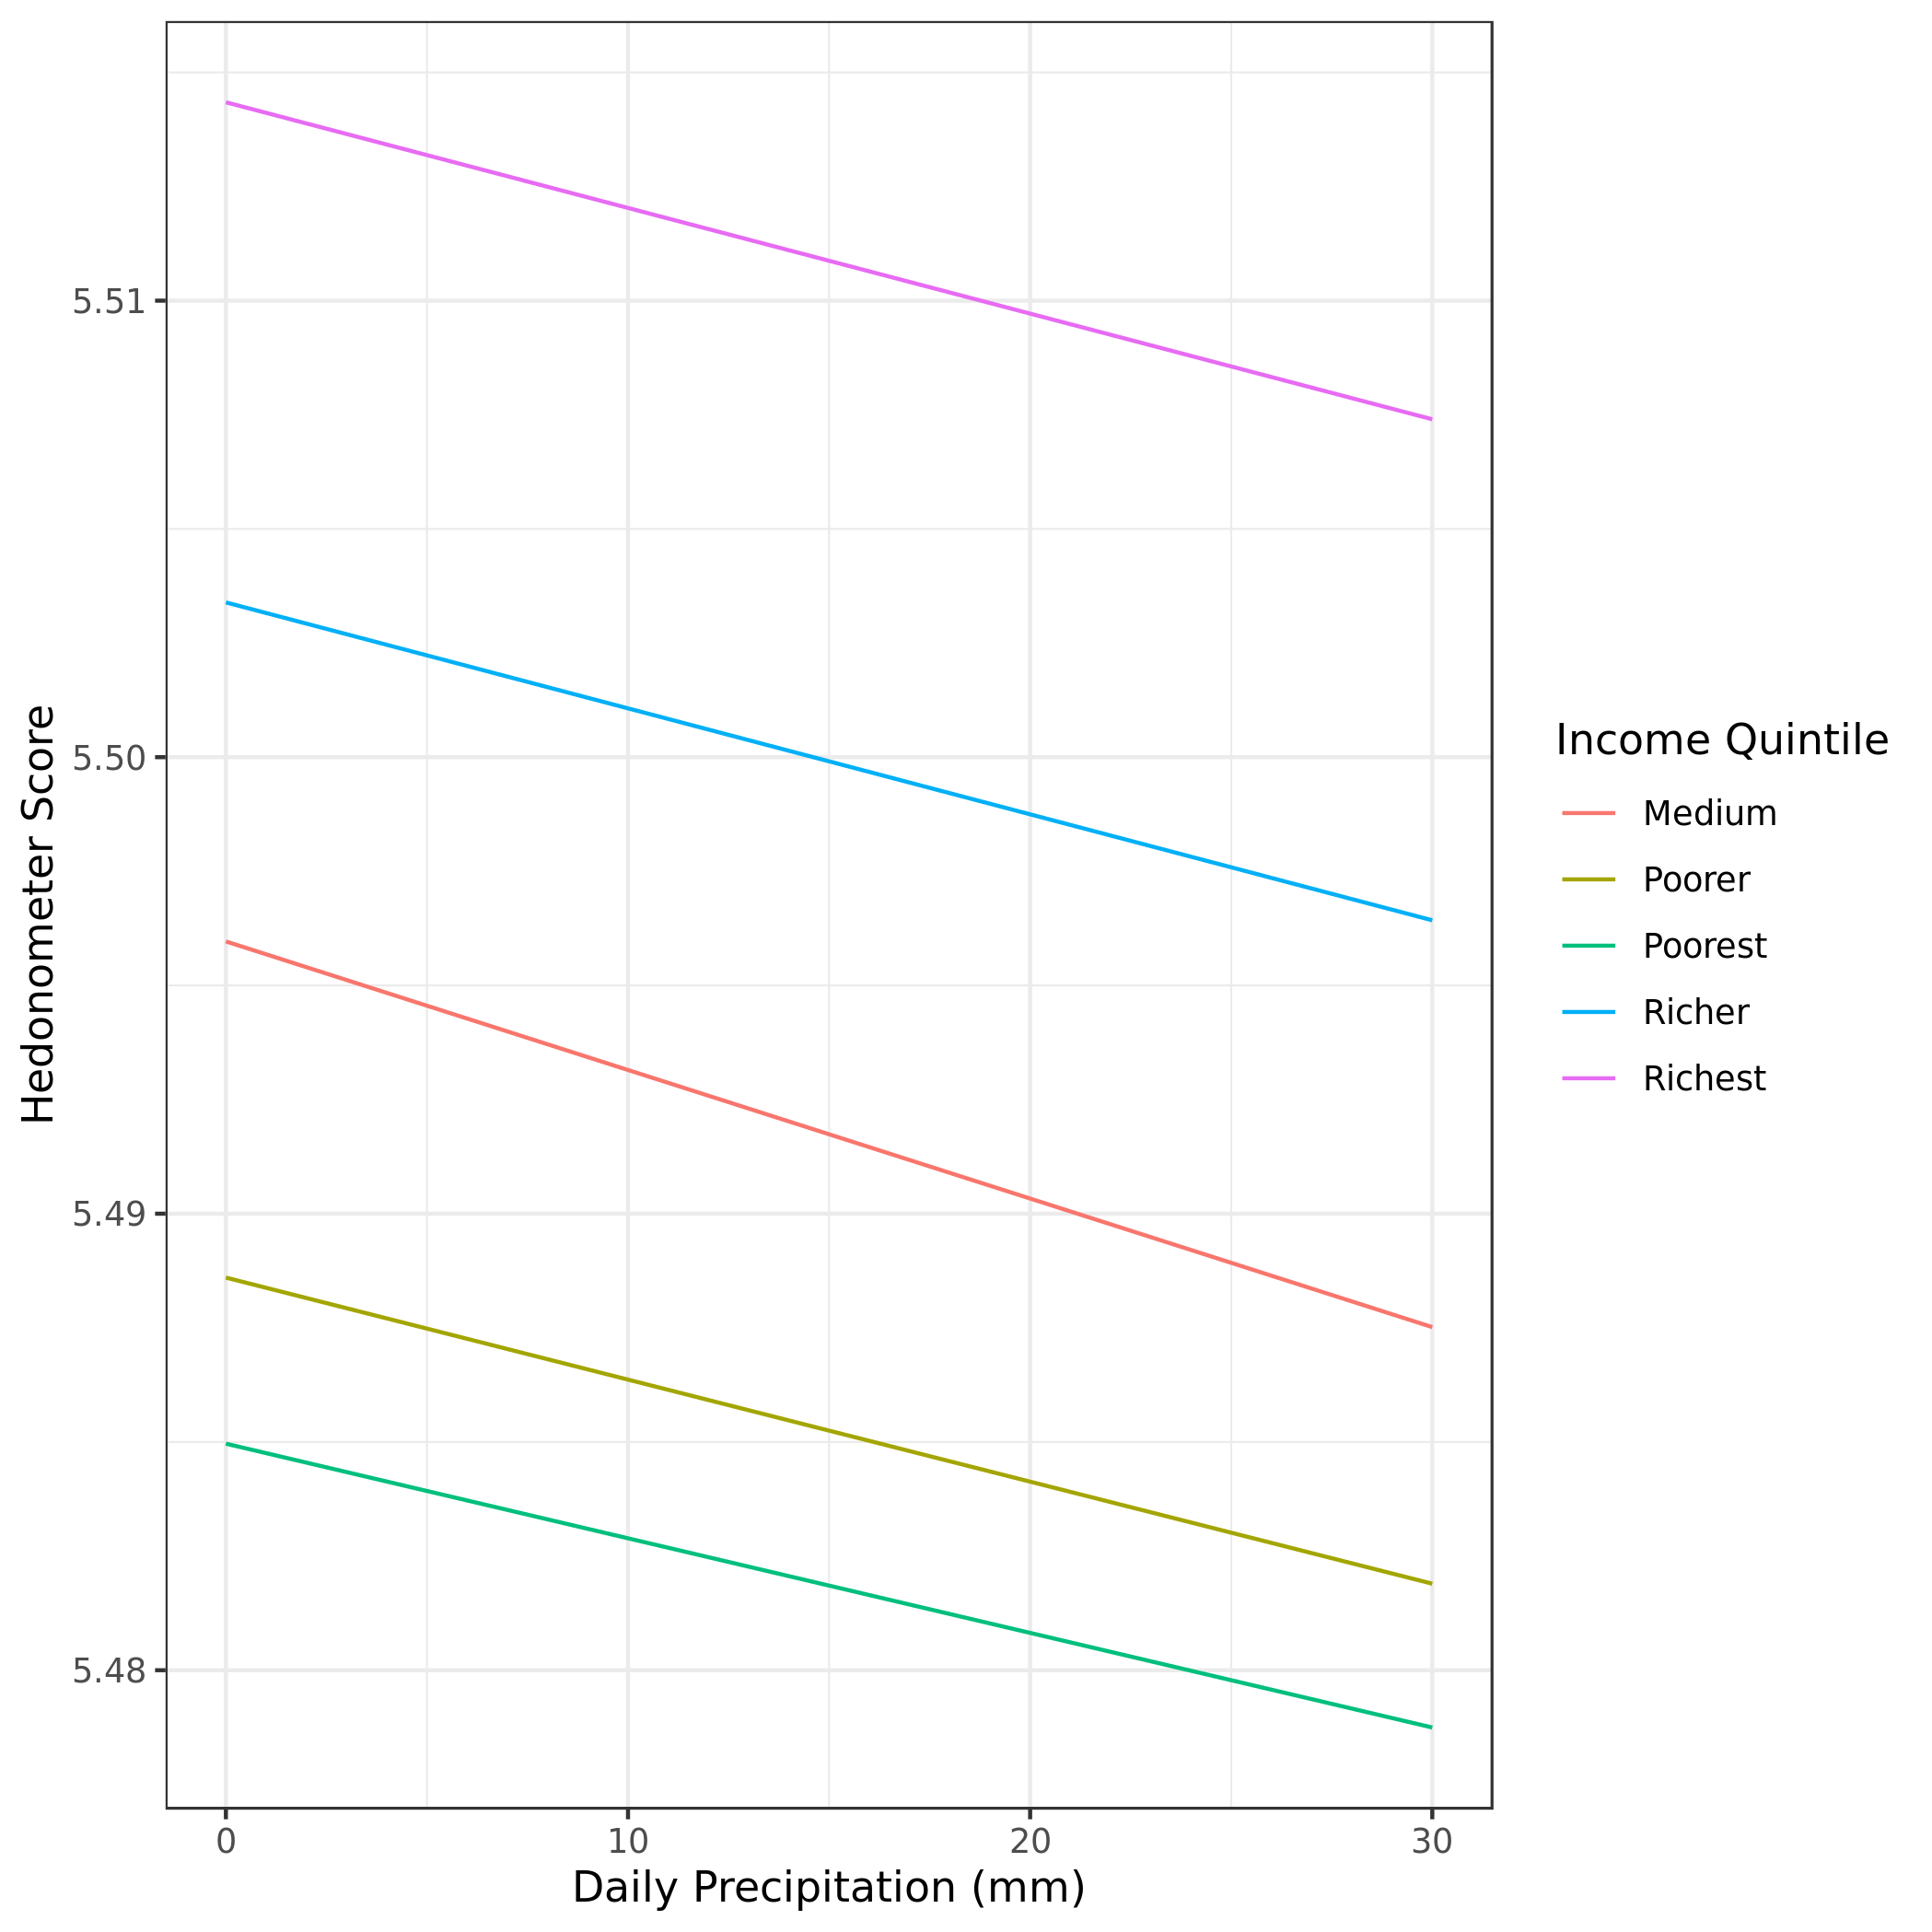 5.51
5.50
5.49
5.48
Hedonometer Score
0 10 20 30
Daily Precipitation (mm)
Income Quintile
Medium
Poorer
Poorest
Richer
Richest